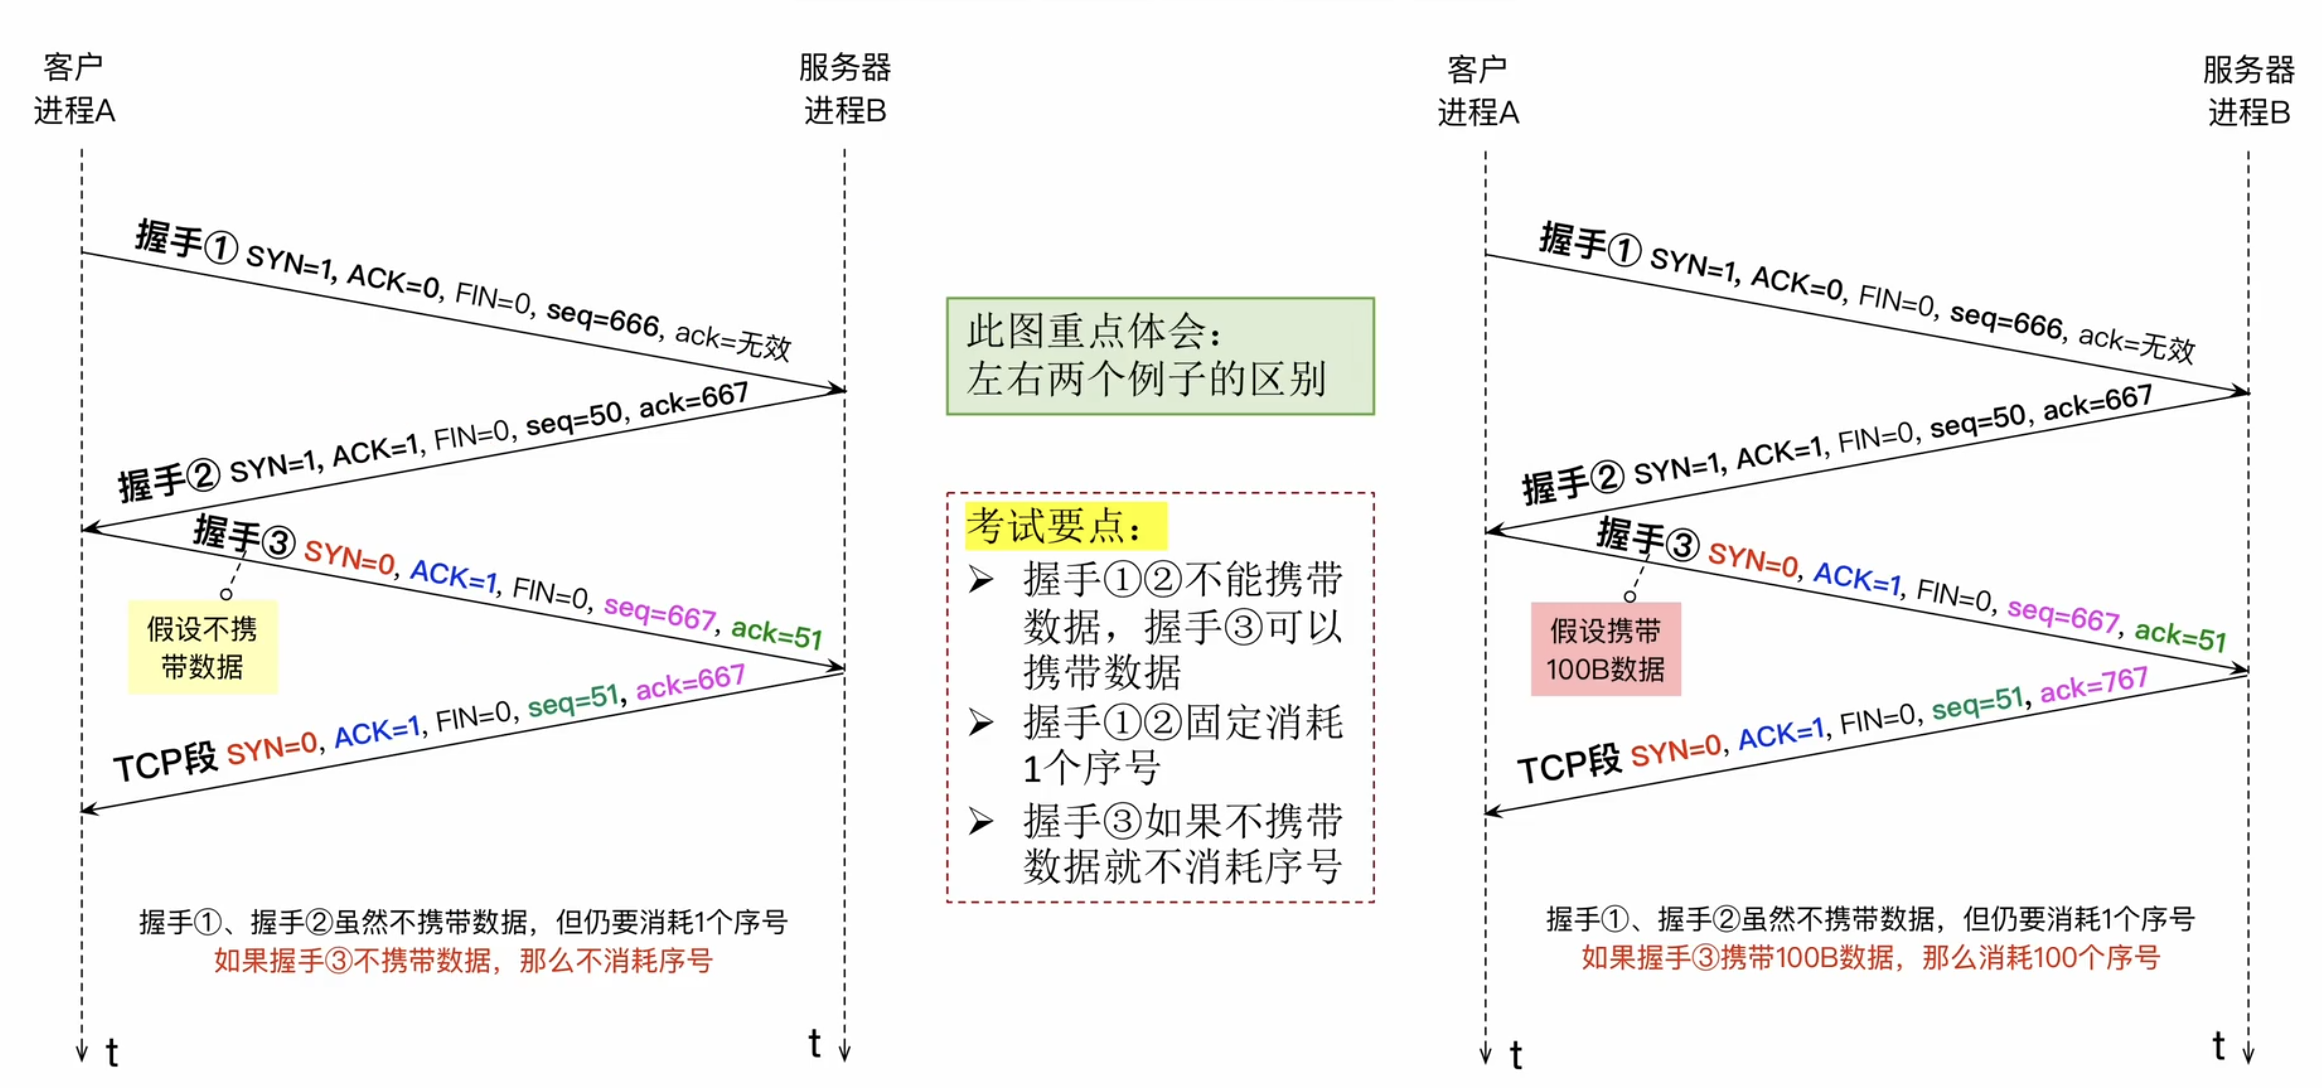 客户
进程A
服务器
进程B
握手① SYN=1, ACK=0, FIN=0, seq=666, ack=无效
握手② SYN=1, ACK=1, FIN=0, seq=50, ack=667
握手③ SYN=0, ACK=1, FIN=0, seq=667, ack=51
假设不携
带数据
TCP段 SYN=0, ACK=1, FIN=0, seq=51, ack=667
握手①、握手②虽然不携带数据，但仍要消耗1个序号
如果握手③不携带数据，那么不消耗序号
t
t
此图重点体会：
左右两个例子的区别
考试要点：
➢ 握手①②不能携带
数据，握手③可以
携带数据
➢ 握手①②固定消耗
1个序号
➢ 握手③如果不携带
数据就不消耗序号
客户
进程A
服务器
进程B
握手① SYN=1, ACK=0, FIN=0, seq=666, ack=无效
握手② SYN=1, ACK=1, FIN=0, seq=50, ack=667
握手③ SYN=0, ACK=1, FIN=0, seq=667, ack=51
假设携带
100B数据
TCP段 SYN=0, ACK=1, FIN=0, seq=51, ack=767
握手①、握手②虽然不携带数据，但仍要消耗1个序号
如果握手③携带100B数据，那么消耗100个序号
t
t